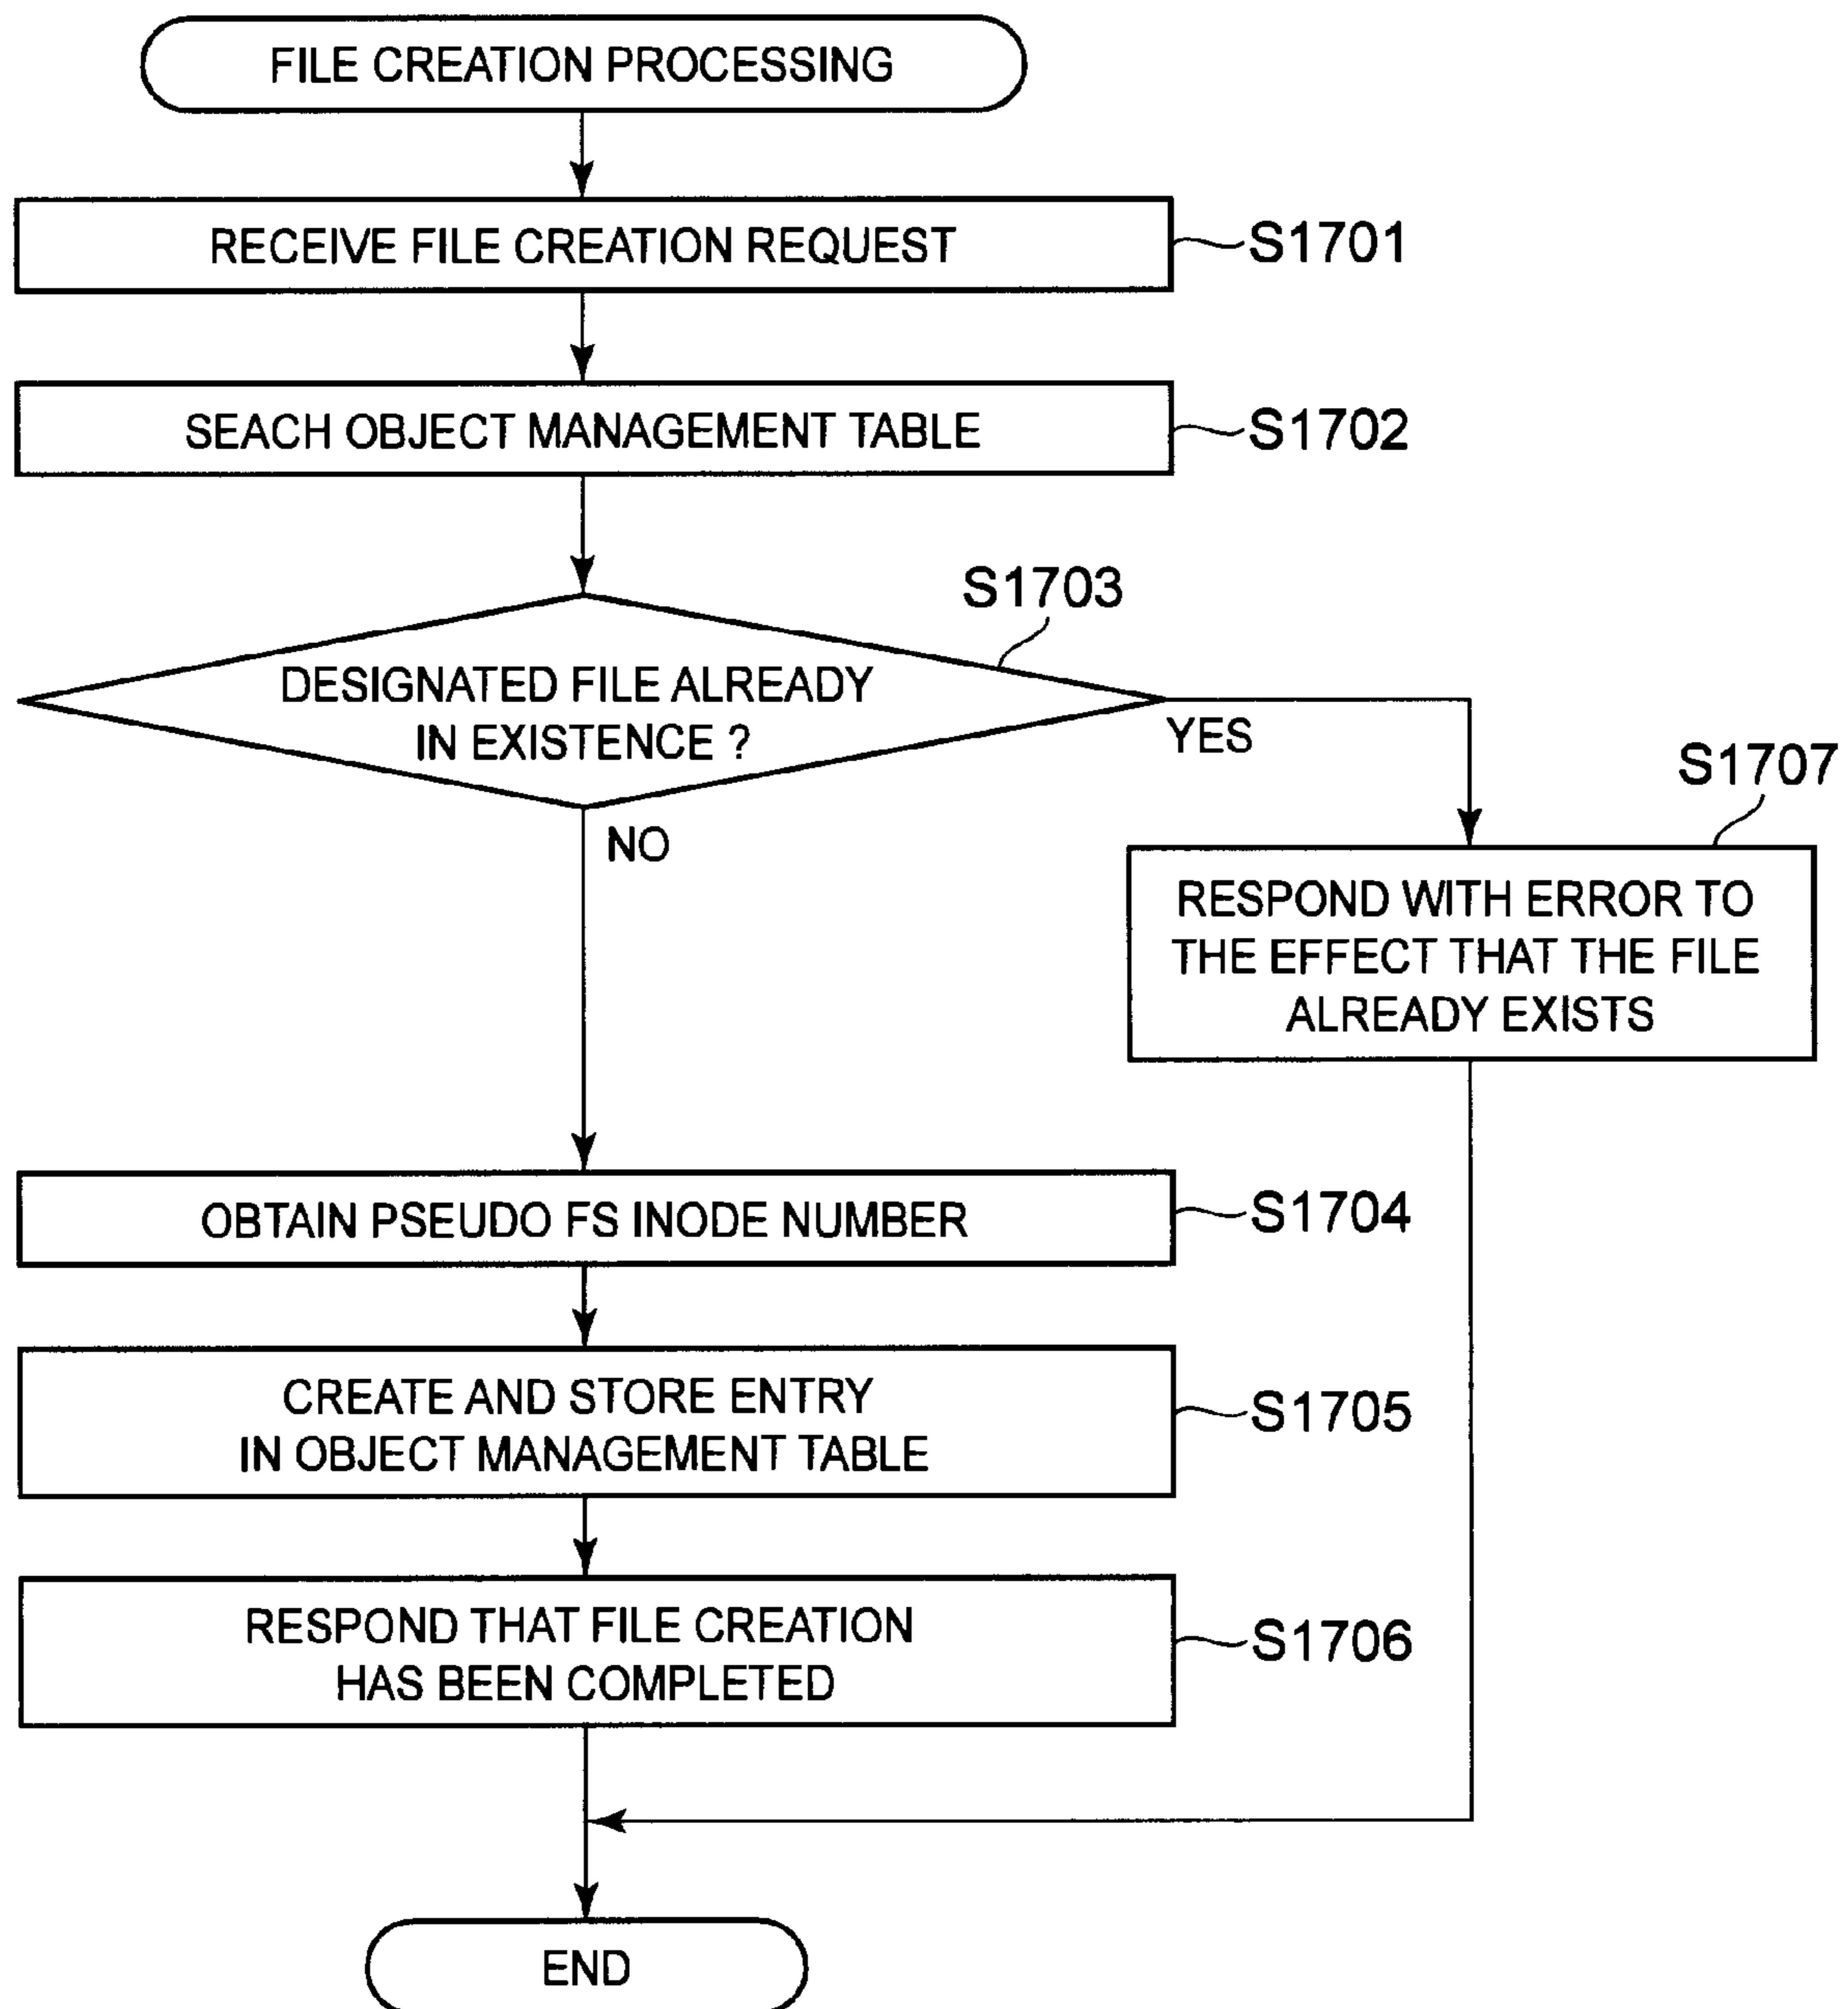 FILE CREATION PROCESSING
RECEIVE FILE CREATION REQUEST
S1701
SEACH OBJECT MANAGEMENT TABLE
S1702
S1703
DESIGNATED FILE ALREADY
IN EXISTENCE ?
YES
NO
S1707
RESPOND WITH ERROR TO
THE EFFECT THAT THE FILE
ALREADY EXISTS
OBTAIN PSEUDO FS INODE NUMBER
S1704
CREATE AND STORE ENTRY
IN OBJECT MANAGEMENT TABLE
S1705
RESPOND THAT FILE CREATION
HAS BEEN COMPLETED
S1706
END